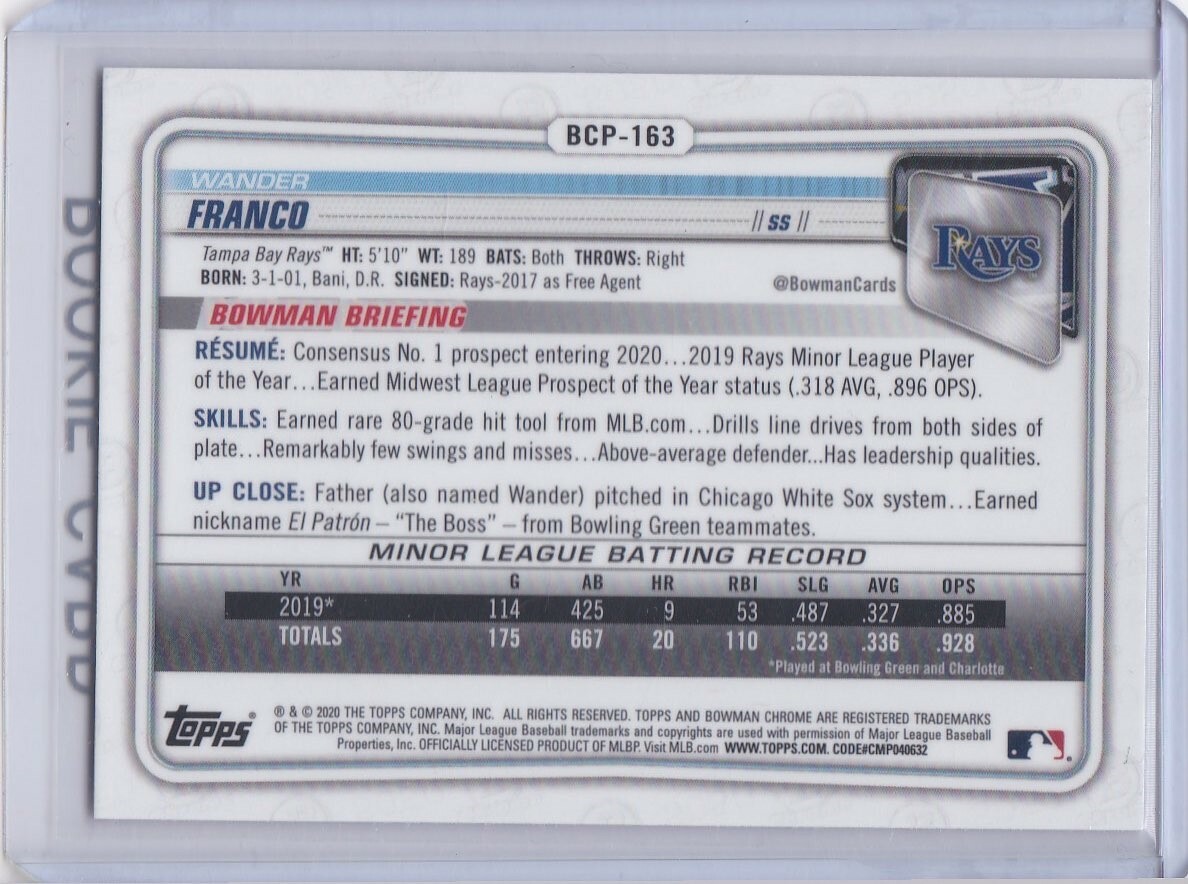 BCP-163
WANDER
FRANCO // SS //
Tampa Bay Rays™ HT: 5'10" WT: 189 BATS: Both THROWS: Right
BORN: 3-1-01, Bani, D.R. SIGNED: Rays-2017 as Free Agent
@BowmanCards
RAYS
BOWMAN BRIEFING
RÉSUMÉ: Consensus No. 1 prospect entering 2020...2019 Rays Minor League Player
of the Year...Earned Midwest League Prospect of the Year status (.318 AVG, .896 OPS).
SKILLS: Earned rare 80-grade hit tool from MLB.com...Drills line drives from both sides of
plate...Remarkably few swings and misses...Above-average defender...Has leadership qualities.
UP CLOSE: Father (also named Wander) pitched in Chicago White Sox system...Earned
nickname El Patrón – "The Boss" – from Bowling Green teammates.
MINOR LEAGUE BATTING RECORD
YR G AB HR RBI SLG AVG OPS
2019* 114 425 9 53 .487 .327 .885
TOTALS 175 667 20 110 .523 .336 .928
*Played at Bowling Green and Charlotte
topps®
® & © 2020 THE TOPPS COMPANY, INC. ALL RIGHTS RESERVED. TOPPS AND BOWMAN CHROME ARE REGISTERED TRADEMARKS
OF THE TOPPS COMPANY, INC. Major League Baseball trademarks and copyrights are used with permission of Major League Baseball
Properties, Inc. OFFICIALLY LICENSED PRODUCT OF MLBP. Visit MLB.com WWW.TOPPS.COM. CODE#CMP040632